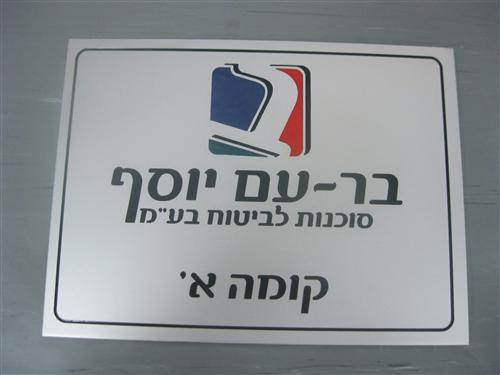 בר-עם יוסף
סוכנות לביטוח בע"מ
קומה א'